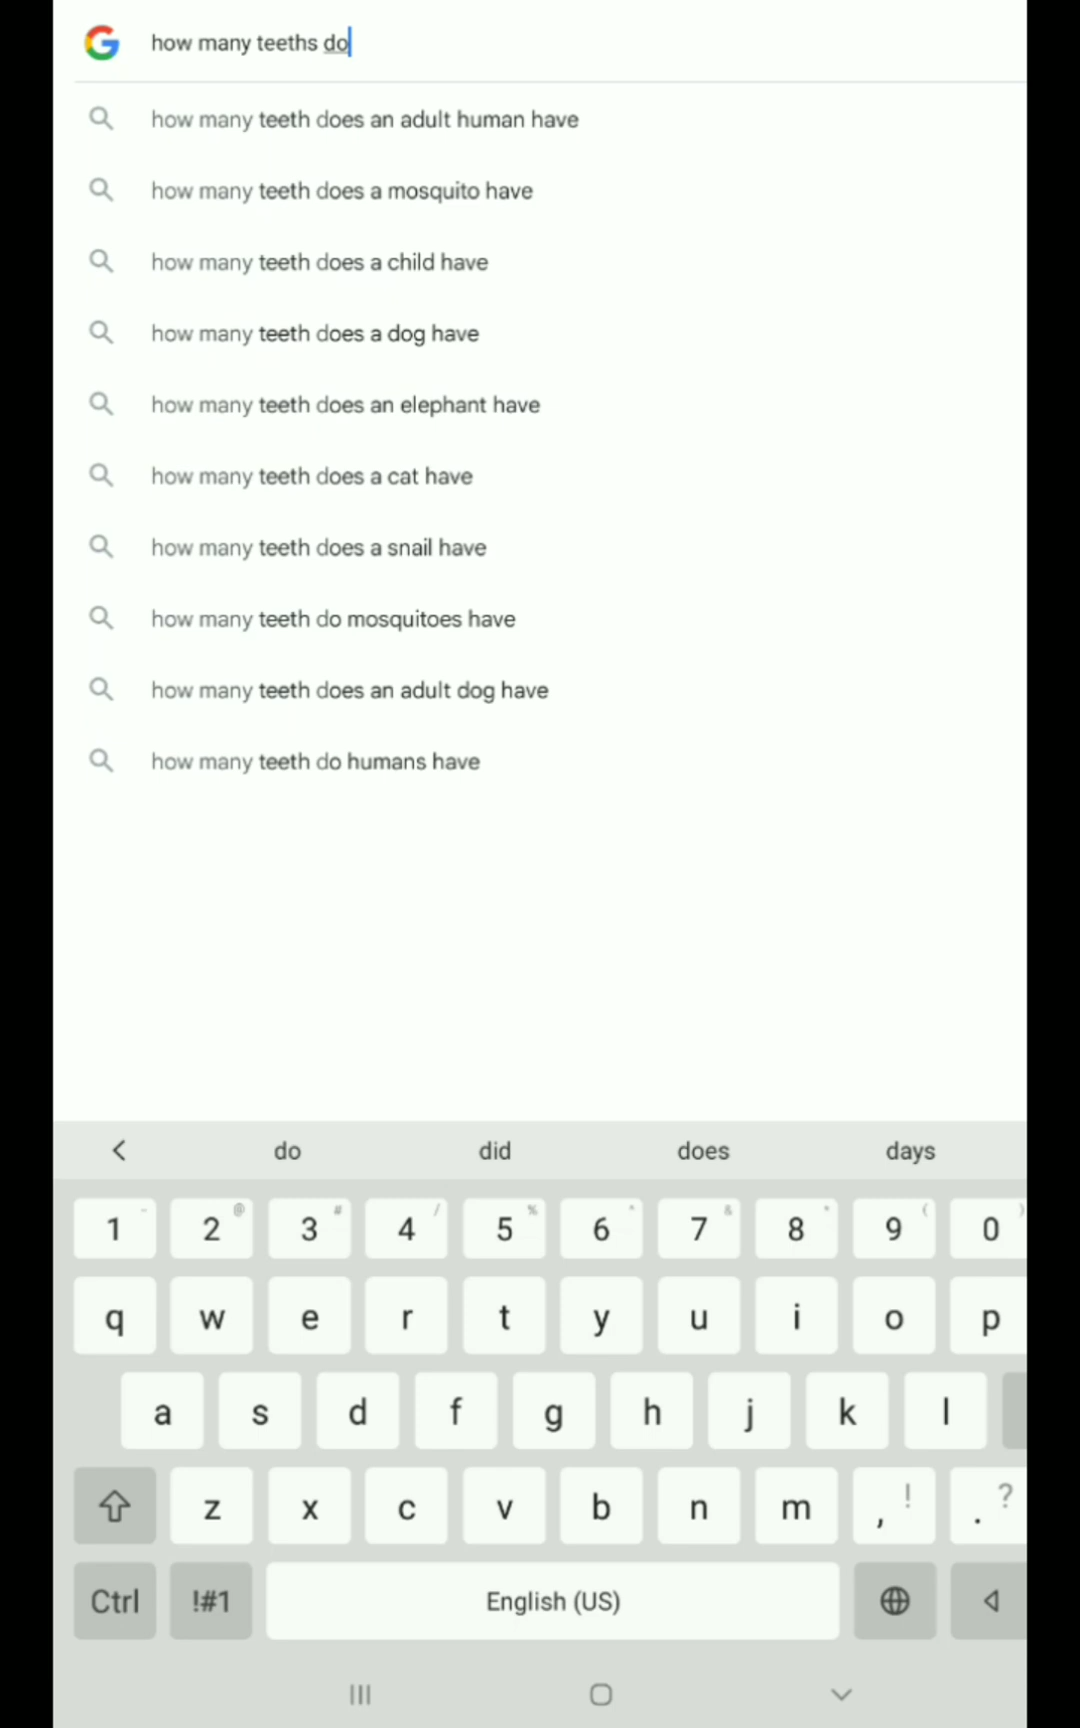 how many teeths do
how many teeth does an adult human have
how many teeth does a mosquito have
how many teeth does a child have
how many teeth does a dog have
how many teeth does an elephant have
how many teeth does a cat have
how many teeth does a snail have
how many teeth do mosquitoes have
how many teeth does an adult dog have
how many teeth do humans have
< do did does days
1 - 2 @ 3 # 4 / 5 % 6 ^ 7 & 8 * 9 ( 0 )
q w e r t y u i o p
a s d f g h j k l
z x c v b n m , ! . ?
Ctrl !#1 English (US)